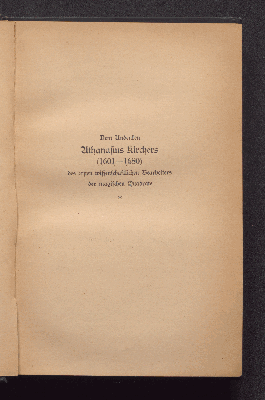 Dem Andenken
Athanasius Kirchers
(1601–1680)
des ersten wissenschaftlichen Bearbeiters
der magischen Quadrate